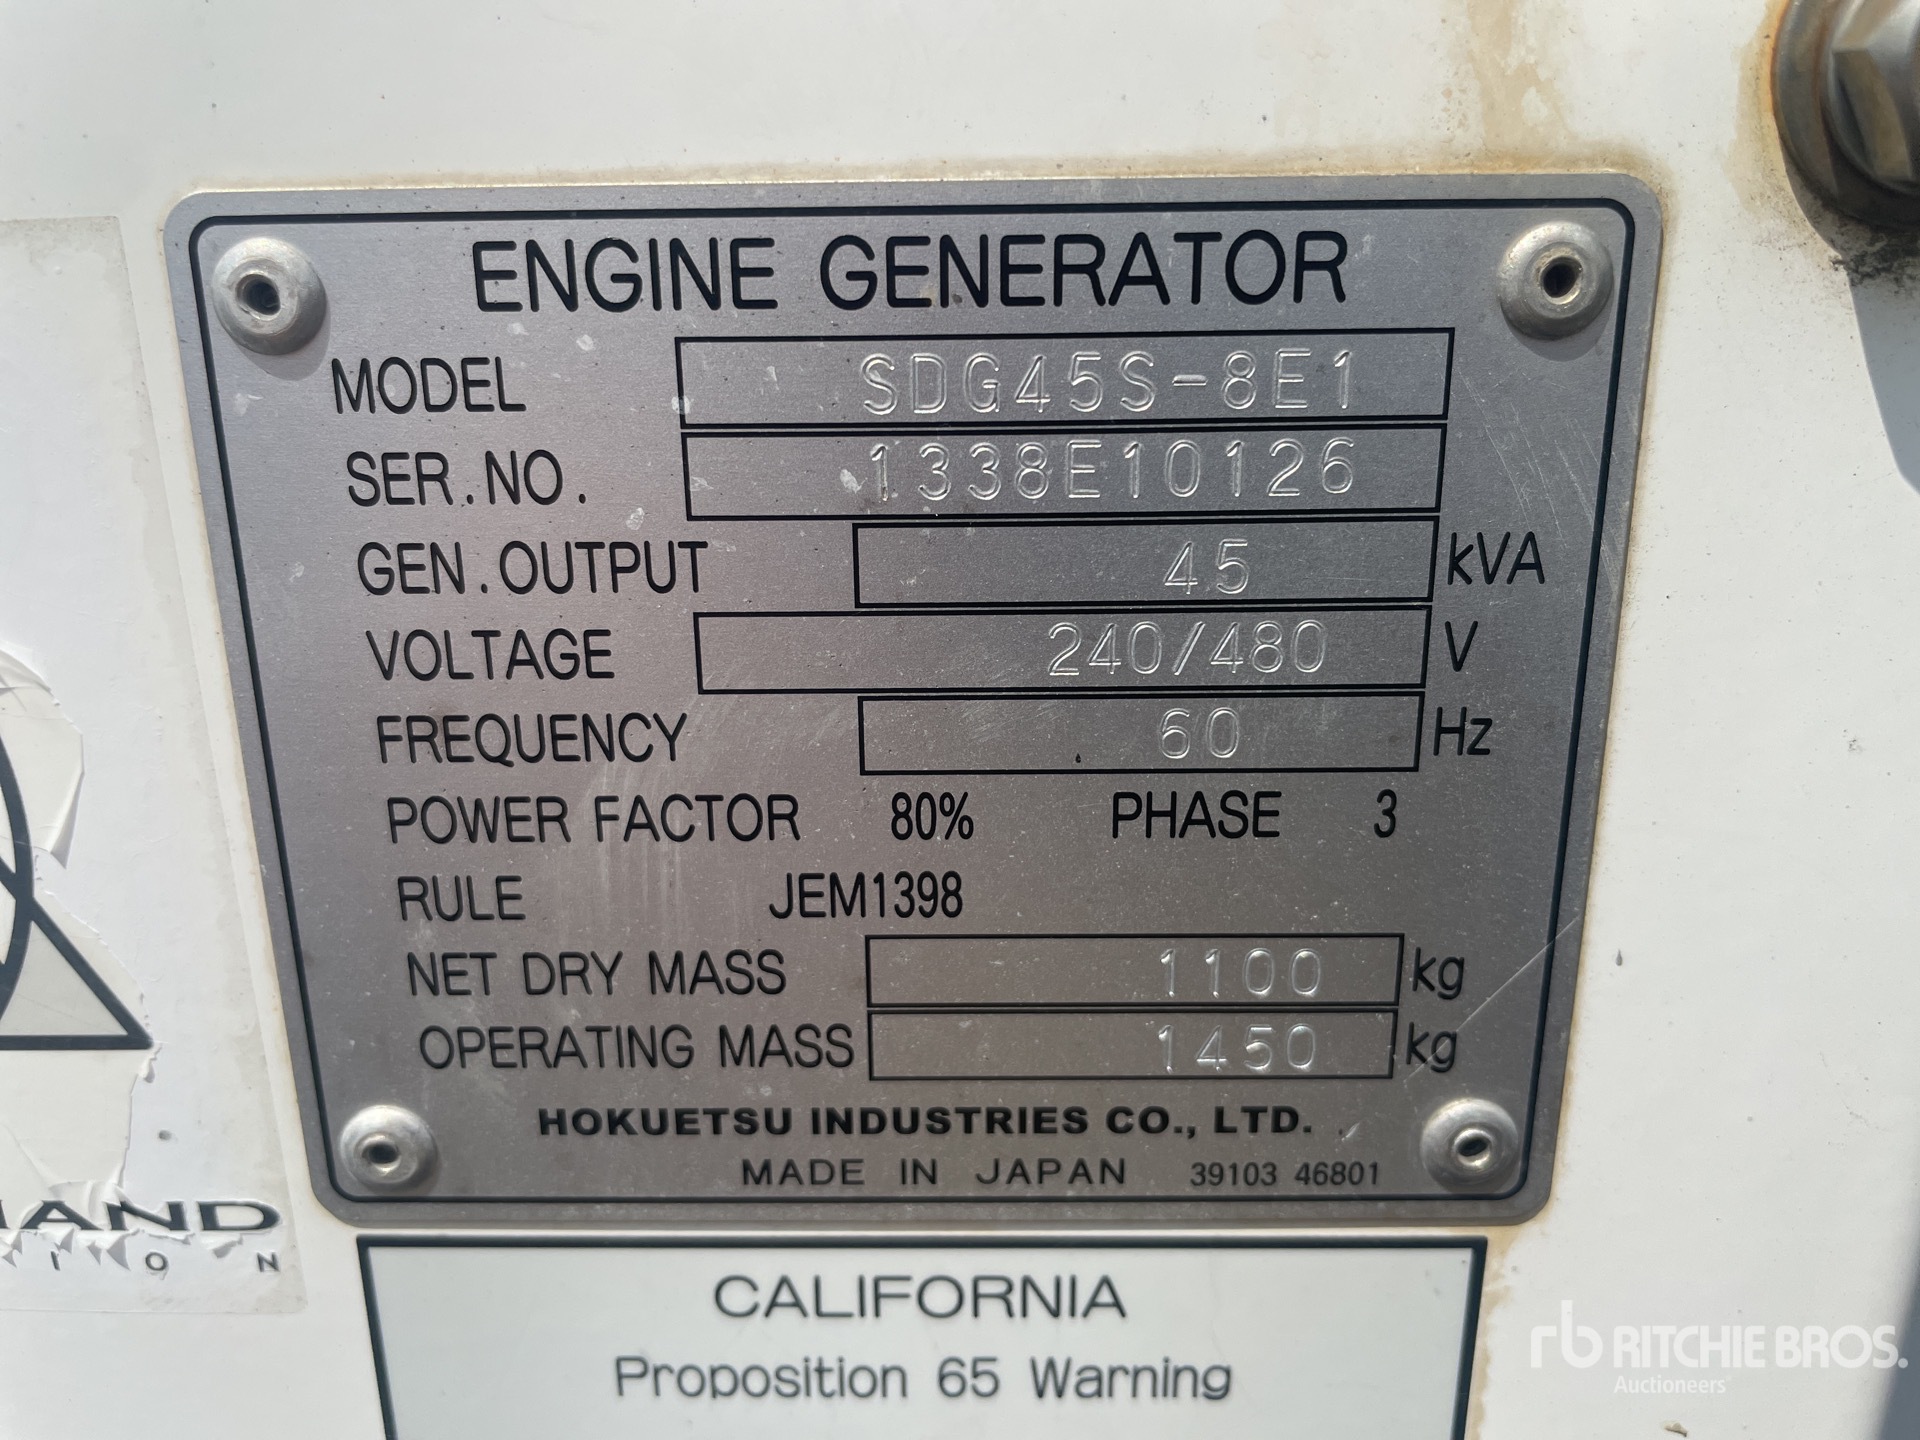 ENGINE GENERATOR
MODEL SDG45S-8E1
SER.NO. 1338E10126
GEN.OUTPUT 45 kVA
VOLTAGE 240/480 V
FREQUENCY 60 Hz
POWER FACTOR 80% PHASE 3
RULE JEM1398
NET DRY MASS 1100 kg
OPERATING MASS 1450 kg
HOKUETSU INDUSTRIES CO., LTD.
MADE IN JAPAN 39103 46801
CALIFORNIA
Proposition 65 Warning
rb RITCHIE BROS.
Auctioneers